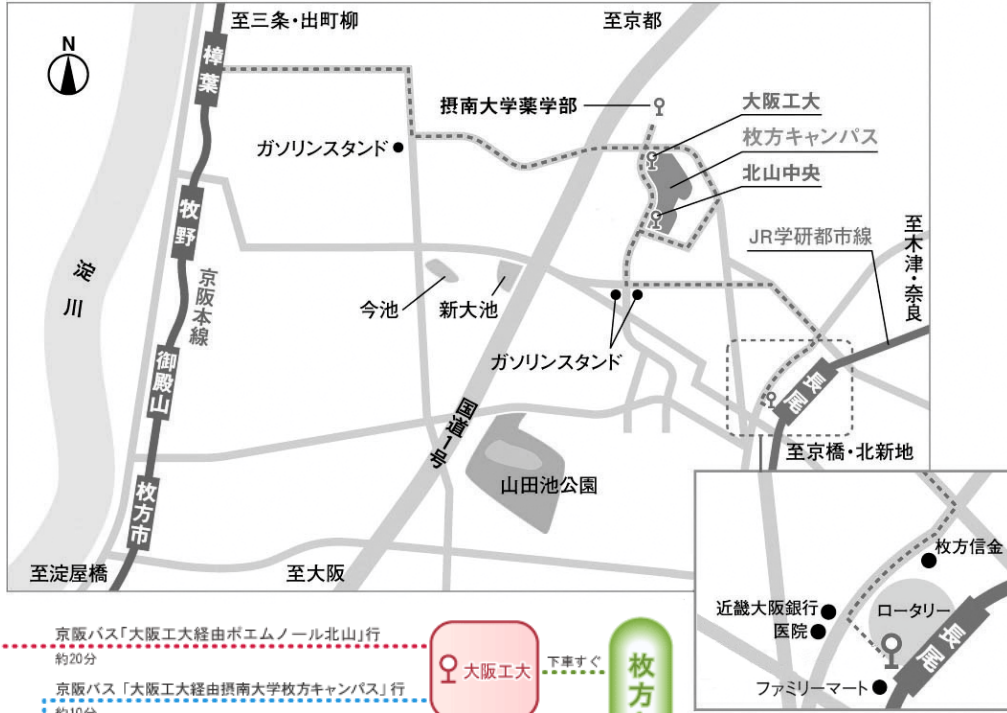 至三条・出町柳
至京都
N
樟葉
摂南大学薬学部
大阪工大
枚方キャンパス
北山中央
ガソリンスタンド
牧野
JR学研都市線
至木津・奈良
淀川
京阪本線
今池
新大池
ガソリンスタンド
御殿山
国道1号
長尾
至京橋・北新地
山田池公園
枚方市
至淀屋橋
至大阪
枚方信金
近畿大阪銀行
医院
ロータリー
長尾
ファミリーマート
京阪バス「大阪工大経由ポエムノール北山」行
約20分
大阪工大
下車すぐ
枚方
京阪バス「大阪工大経由摂南大学枚方キャンパス」行
約10分